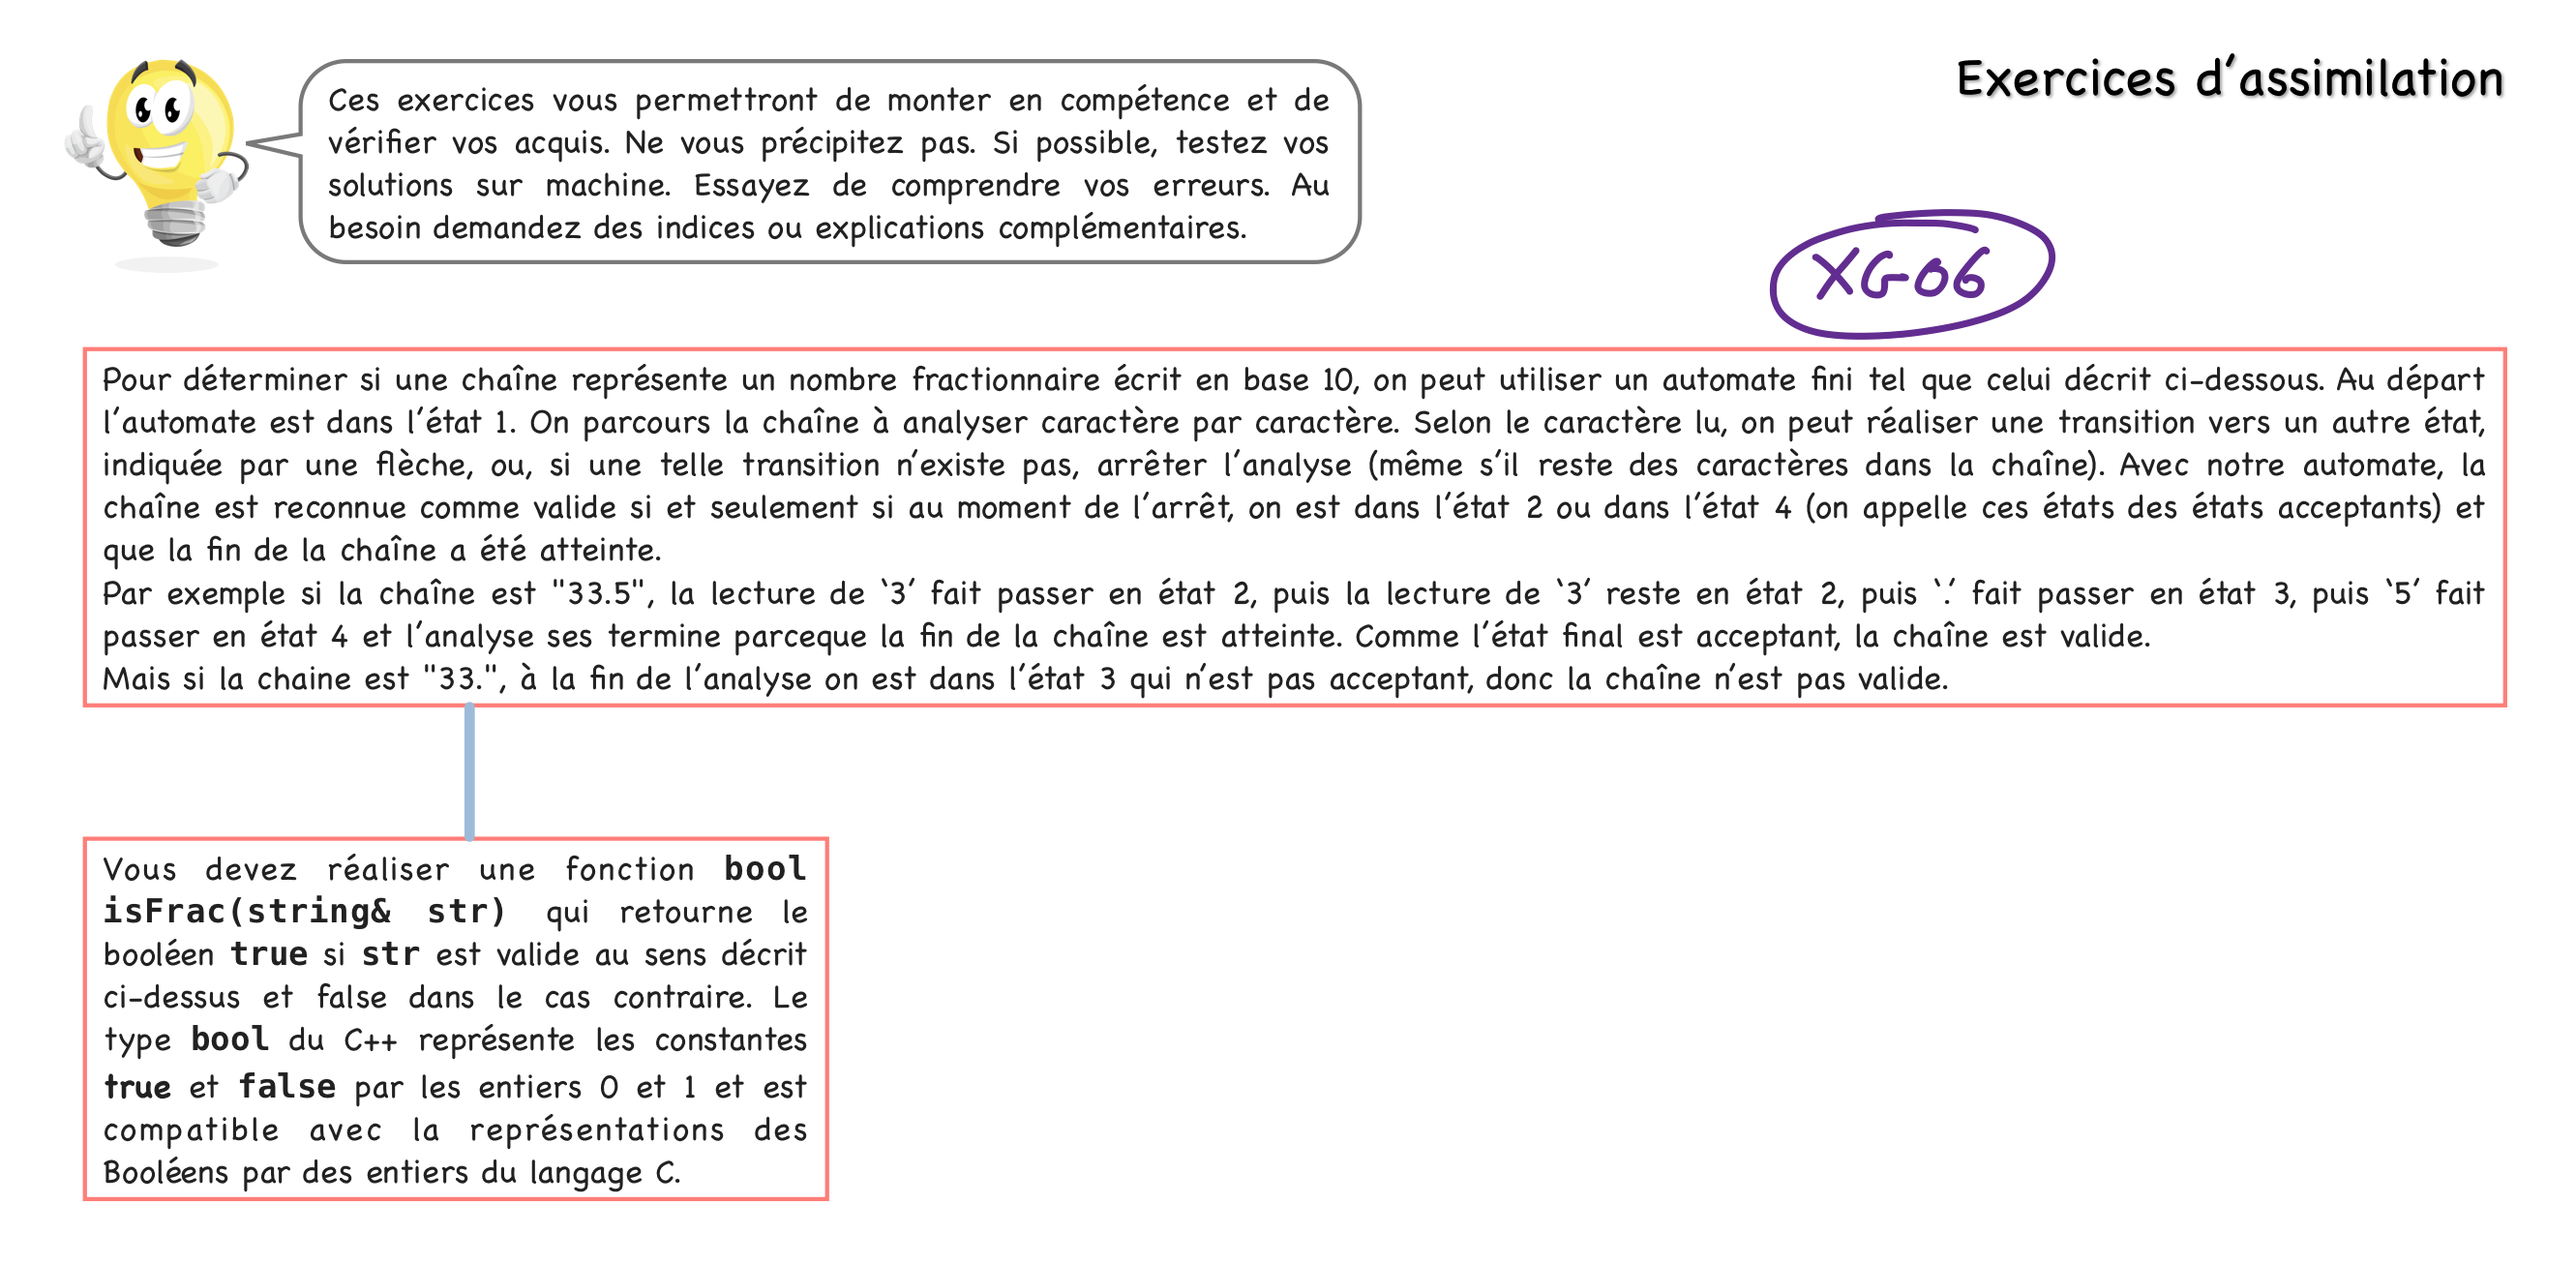 Exercices d'assimilation
Ces exercices vous permettront de monter en compétence et de
vérifier vos acquis. Ne vous précipitez pas. Si possible, testez vos
solutions sur machine. Essayez de comprendre vos erreurs. Au
besoin demandez des indices ou explications complémentaires.
XG-06
Pour déterminer si une chaîne représente un nombre fractionnaire écrit en base 10, on peut utiliser un automate fini tel que celui décrit ci-dessous. Au départ
l'automate est dans l'état 1. On parcours la chaîne à analyser caractère par caractère. Selon le caractère lu, on peut réaliser une transition vers un autre état,
indiquée par une flèche, ou, si une telle transition n'existe pas, arrêter l'analyse (même s'il reste des caractères dans la chaîne). Avec notre automate, la
chaîne est reconnue comme valide si et seulement si au moment de l'arrêt, on est dans l'état 2 ou dans l'état 4 (on appelle ces états des états acceptants) et
que la fin de la chaîne a été atteinte.
Par exemple si la chaîne est "33.5", la lecture de ‘3’ fait passer en état 2, puis la lecture de ‘3’ reste en état 2, puis ‘.’ fait passer en état 3, puis ‘5’ fait
passer en état 4 et l'analyse ses termine parceque la fin de la chaîne est atteinte. Comme l'état final est acceptant, la chaîne est valide.
Mais si la chaine est "33.", à la fin de l'analyse on est dans l'état 3 qui n'est pas acceptant, donc la chaîne n'est pas valide.
Vous devez réaliser une fonction bool
isFrac(string& str) qui retourne le
booléen true si str est valide au sens décrit
ci-dessus et false dans le cas contraire. Le
type bool du C++ représente les constantes
true et false par les entiers 0 et 1 et est
compatible avec la représentations des
Booléens par des entiers du langage C.